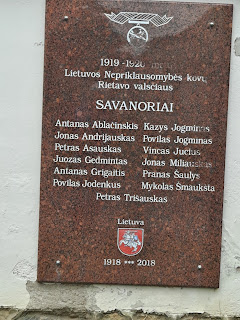 1919 - 1920
Lietuvos Nepriklausomybės kovų
Rietavo valsčiaus
SAVANORIAI
Antanas Ablačinskis Kazys Jogminas
Jonas Andrijauskas Povilas Jogminas
Petras Asauskas Vincas Jucius
Juozas Gedmintas Jonas Miliauskas
Antanas Grigaitis Pranas Šaulys
Povilas Jodenkus Mykolas Šmaukšta
Petras Trišauskas
Lietuva
1918 *** 2018